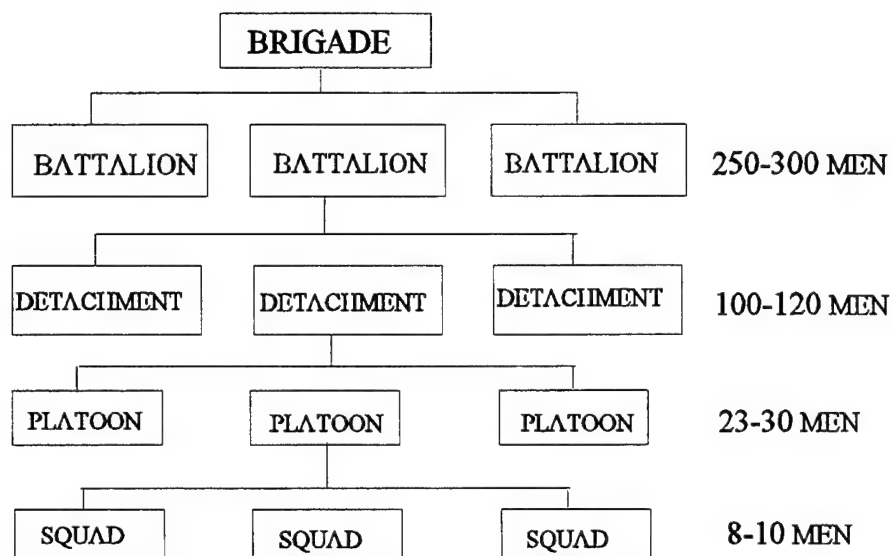 BRIGADE
BATTALION BATTALION BATTALION 250-300 MEN
DETACHMENT DETACHMENT DETACHMENT 100-120 MEN
PLATOON PLATOON PLATOON 23-30 MEN
SQUAD SQUAD SQUAD 8-10 MEN